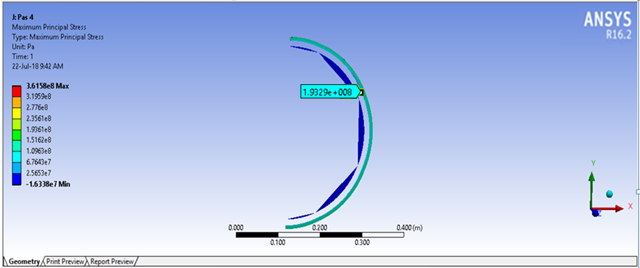 J: Pas 4
Maximum Principal Stress
Type: Maximum Principal Stress
Unit: Pa
Time: 1
22-Jul-18 9:42 AM
3.6158e8 Max
3.1959e8
2.776e8
2.3561e8
1.9361e8
1.5162e8
1.0963e8
6.7643e7
2.5653e7
-1.6338e7 Min
ANSYS
R16.2
1.9329e+008
Y
X
0.000
0.200
0.400 (m)
0.100
0.300
Geometry
Print Preview
Report Preview